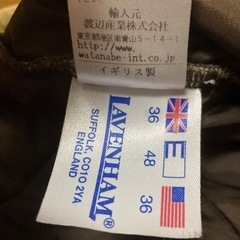 輸入元
渡辺産業株式会社
東京都港区南青山5-14-1
http://www.
watanabe-int.co.jp
イギリス製
LAVENHAM®
SUFFOLK, CO10 2YA
ENGLAND
36
E 48
36